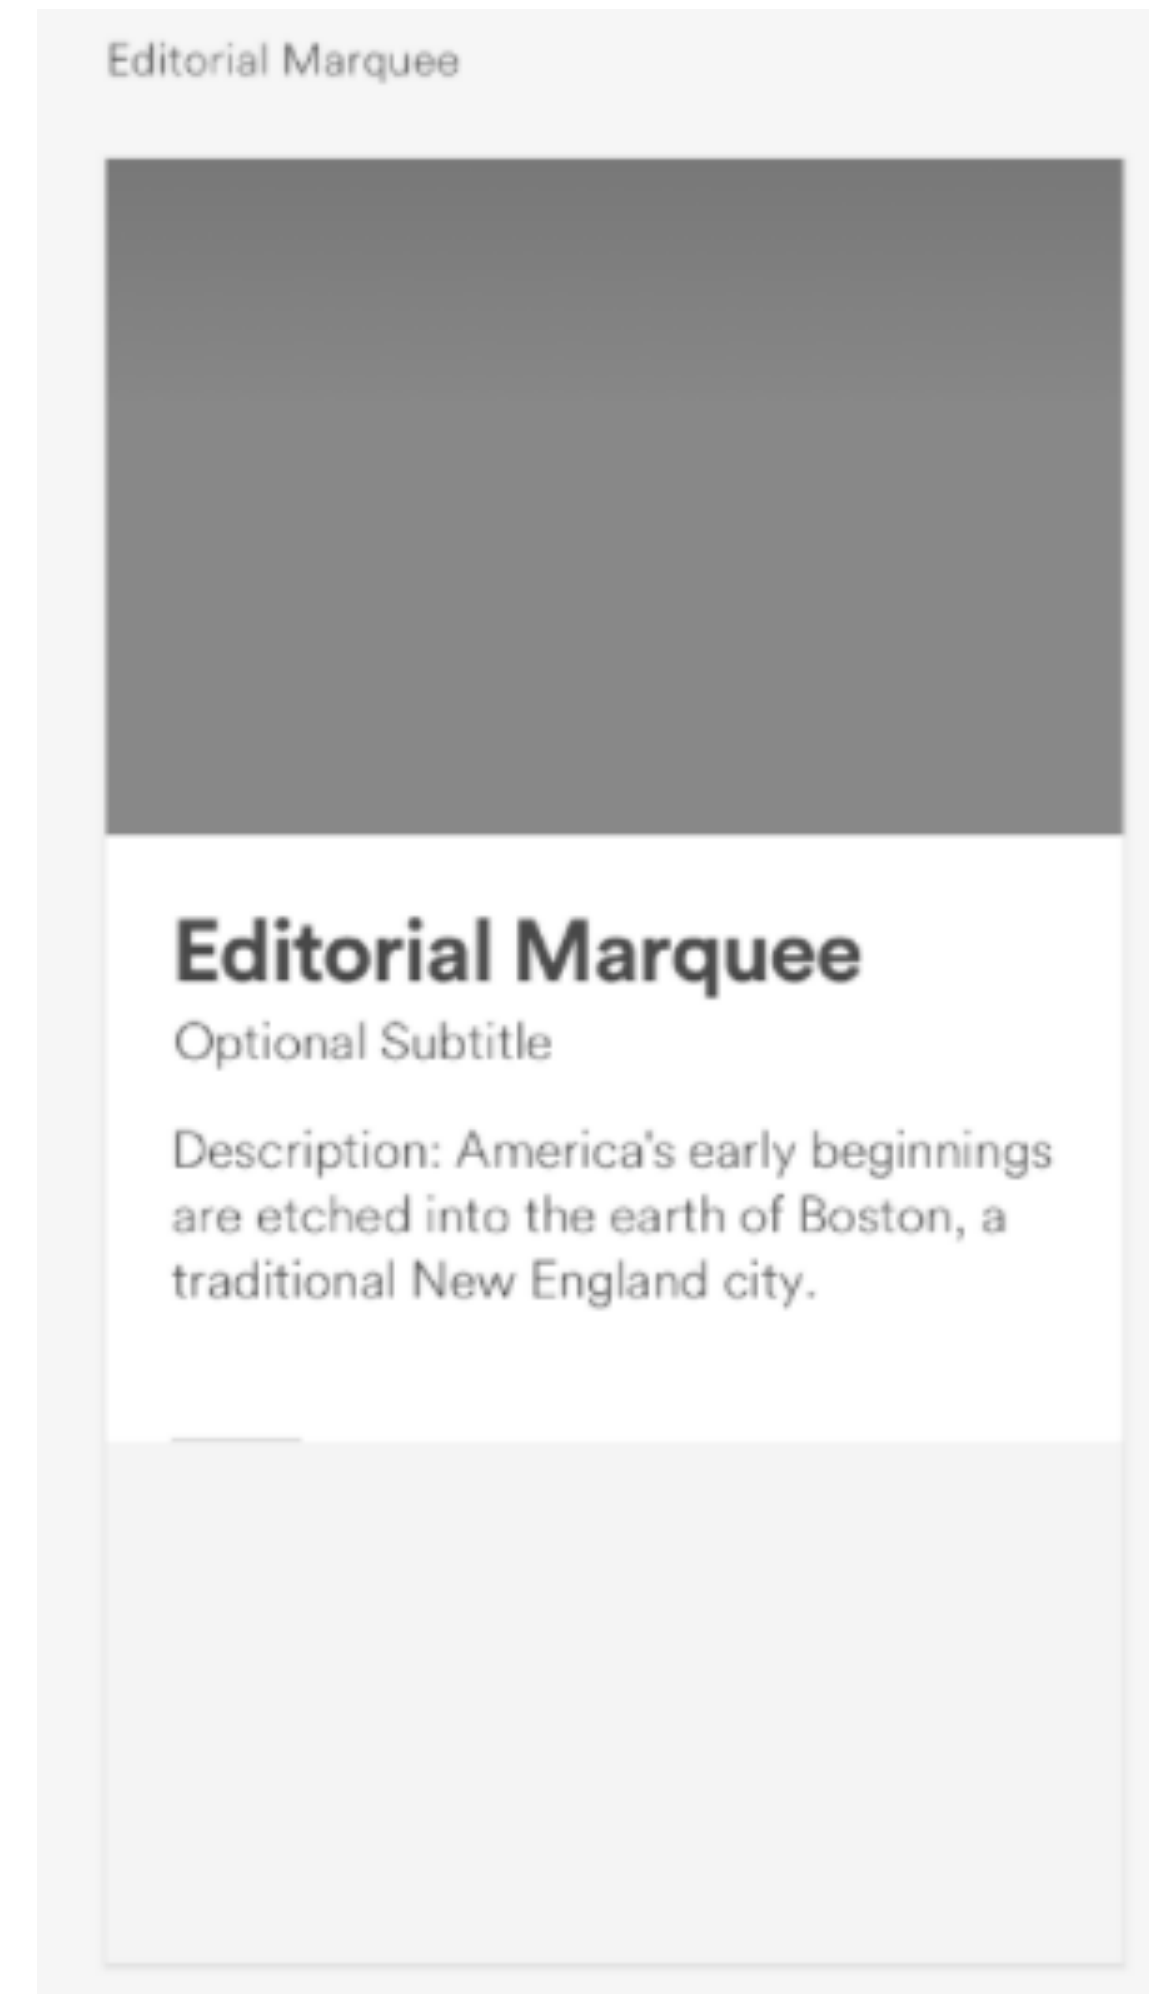 Editorial Marquee
Editorial Marquee
Optional Subtitle
Description: America's early beginnings
are etched into the earth of Boston, a
traditional New England city.